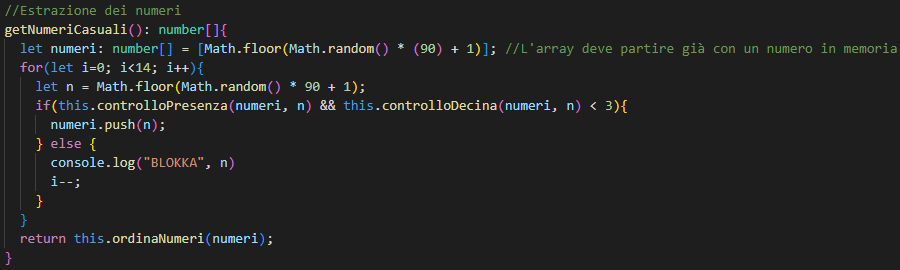 //Estrazione dei numeri
getNumeriCasuali(): number[]{
let numeri: number[] = [Math.floor(Math.random() * (90) + 1)]; //L'array deve partire già con un numero in memoria
for(let i=0; i<14; i++){
let n = Math.floor(Math.random() * 90 + 1);
if(this.controlloPresenza(numeri, n) && this.controlloDecina(numeri, n) < 3){
numeri.push(n);
} else {
console.log("BLOKKA", n)
i--;
}
}
return this.ordinaNumeri(numeri);
}